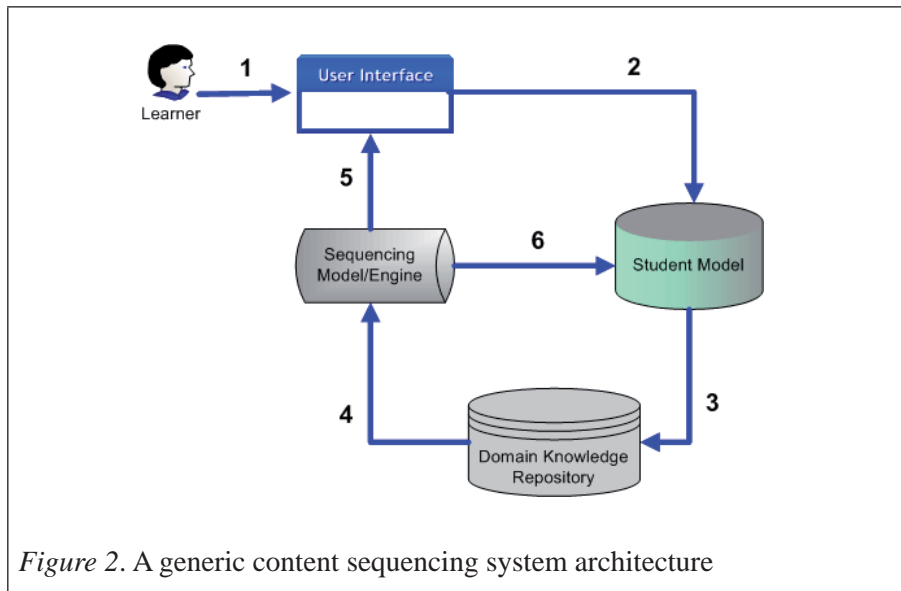 1
User Interface
2
Learner
5
6
Sequencing
Model/Engine
Student Model
4
3
Domain Knowledge
Repository
Figure 2. A generic content sequencing system architecture